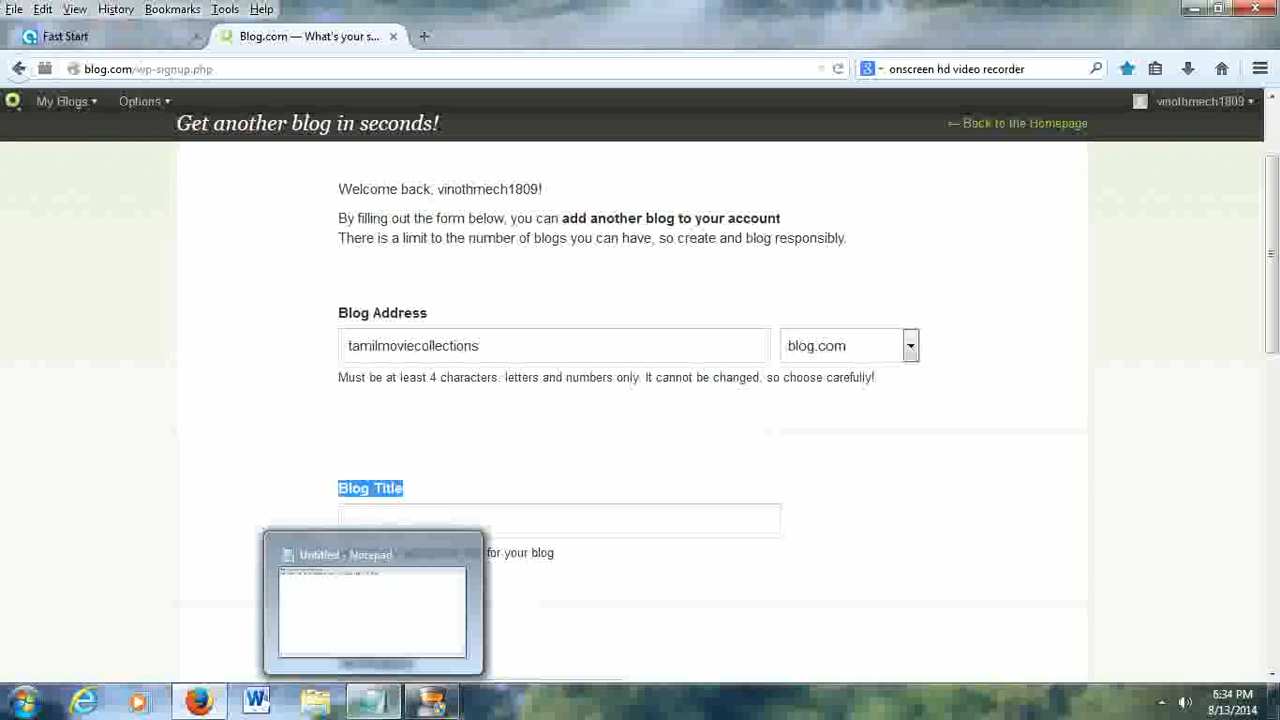 File Edit View History Bookmarks Tools Help
Fast Start
Blog.com — What's your s...
blog.com/wp-signup.php
onscreen hd video recorder
My Blogs
Options
vinothmech1809
Get another blog in seconds!
← Back to the Homepage
Welcome back, vinothmech1809!
By filling out the form below, you can add another blog to your account
There is a limit to the number of blogs you can have, so create and blog responsibly.
Blog Address
tamilmoviecollections
blog.com
Must be at least 4 characters, letters and numbers only. It cannot be changed, so choose carefully!
Blog Title
for your blog
Untitled - Notepad
6:34 PM
8/13/2014